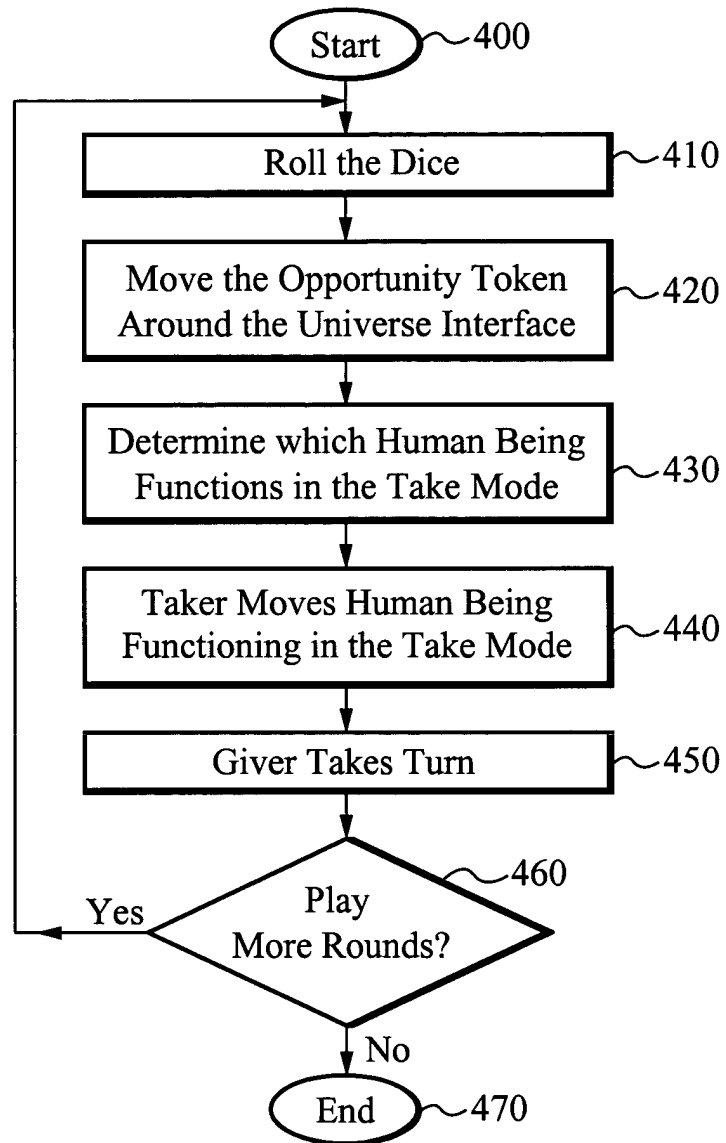 Start
400
Roll the Dice
410
Move the Opportunity Token
Around the Universe Interface
420
Determine which Human Being
Functions in the Take Mode
430
Taker Moves Human Being
Functioning in the Take Mode
440
Giver Takes Turn
450
460
Play
More Rounds?
Yes
No
End
470